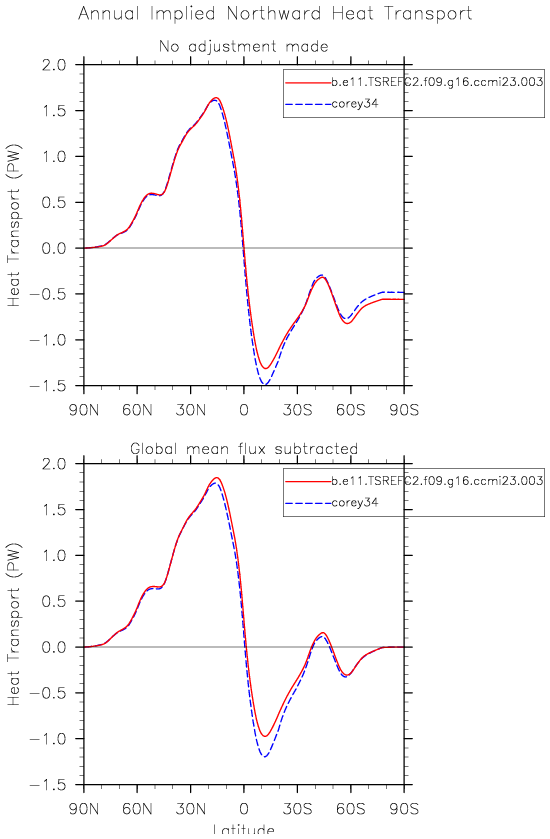 Annual Implied Northward Heat Transport
No adjustment made
2.0
1.5
1.0
0.5
0.0
−0.5
−1.0
−1.5
Heat Transport (PW)
b.e11.TSREFC2.f09.g16.ccmi23.003
corey34
90N 60N 30N 0 30S 60S 90S
Global mean flux subtracted
2.0
1.5
1.0
0.5
0.0
−0.5
−1.0
−1.5
Heat Transport (PW)
b.e11.TSREFC2.f09.g16.ccmi23.003
corey34
90N 60N 30N 0 30S 60S 90S
Latitude